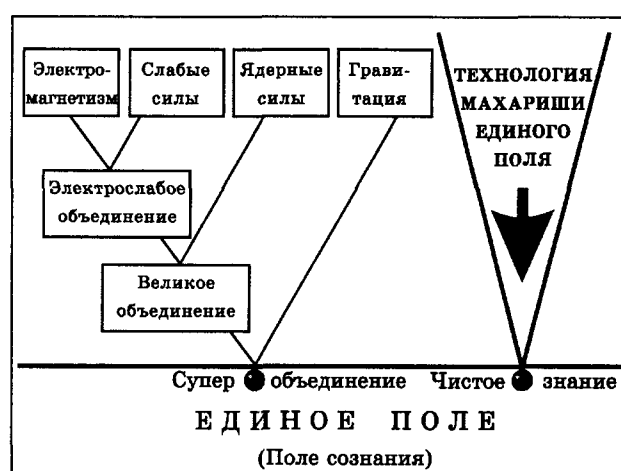 Электро-
магнетизм
Слабые
силы
Ядерные
силы
Грави-
тация
ТЕХНОЛОГИЯ
МАХАРИШИ
ЕДИНОГО
ПОЛЯ
Электрослабое
объединение
Великое
объединение
Супер объединение
Чистое знание
ЕДИНОЕ ПОЛЕ
(Поле сознания)